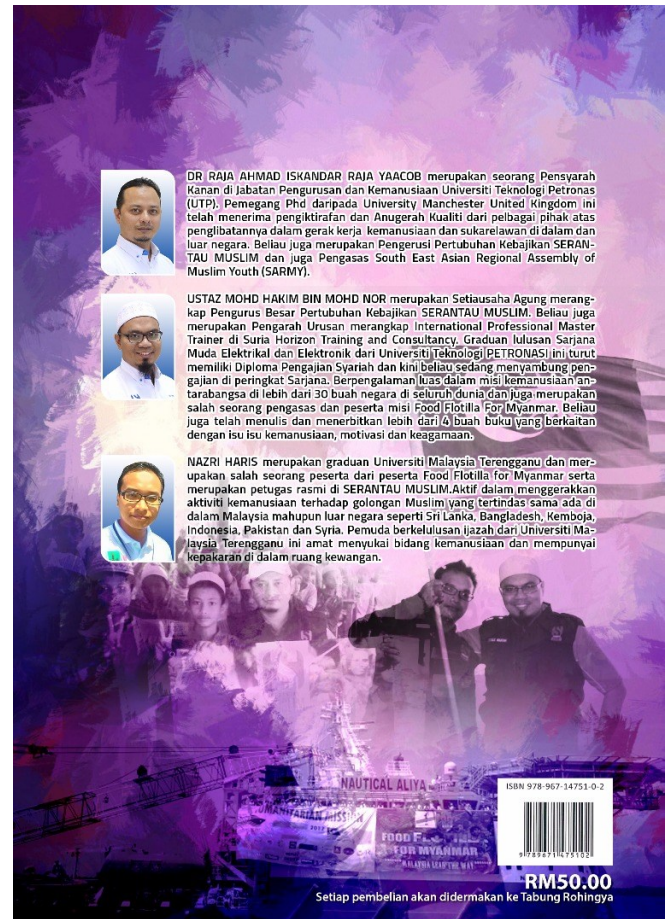 DR RAJA AHMAD ISKANDAR RAJA YAACOB merupakan seorang Pensyarah
Kanan di Jabatan Pengurusan dan Kemanusiaan Universiti Teknologi Petronas
(UTP). Pemegang Phd daripada University Manchester United Kingdom ini
telah menerima pengiktirafan dan Anugerah Kualiti dari pelbagai pihak atas
penglibatannya dalam gerak kerja kemanusiaan dan sukarelawan di dalam dan
luar negara. Beliau juga merupakan Pengerusi Pertubuhan Kebajikan SERAN-
TAU MUSLIM dan juga Pengasas South East Asian Regional Assembly of
Muslim Youth (SARMY).
USTAZ MOHD HAKIM BIN MOHD NOR merupakan Setiausaha Agung merang-
kap Pengurus Besar Pertubuhan Kebajikan SERANTAU MUSLIM. Beliau juga
merupakan Pengarah Urusan merangkap International Professional Master
Trainer di Suria Horizon Training and Consultancy. Graduan lulusan Sarjana
Muda Elektrikal dan Elektronik dari Universiti Teknologi PETRONASI ini turut
memiliki Diploma Pengajian Syariah dan kini beliau sedang menyambung pen-
gajian di peringkat Sarjana. Berpengalaman luas dalam misi kemanusiaan an-
tarabangsa di lebih dari 30 buah negara di seluruh dunia dan juga merupakan
salah seorang pengasas dan peserta misi Food Flotilla For Myanmar. Beliau
juga telah menulis dan menerbitkan lebih dari 4 buah buku yang berkaitan
dengan isu isu kemanusiaan, motivasi dan keagamaan.
NAZRI HARIS merupakan graduan Universiti Malaysia Terengganu dan mer-
upakan salah seorang peserta dari peserta Food Flotilla for Myanmar serta
merupakan petugas rasmi di SERANTAU MUSLIM.Aktif dalam menggerakkan
aktiviti kemanusiaan terhadap golongan Muslim yang tertindas sama ada di
dalam Malaysia mahupun luar negara seperti Sri Lanka, Bangladesh, Kemboja,
Indonesia, Pakistan dan Syria. Pemuda berkelulusan ijazah dari Universiti Ma-
laysia Terengganu ini amat menyukai bidang kemanusiaan dan mempunyai
kepakaran di dalam ruang kewangan.
NAUTICAL ALIYA
MISSION
FOOD
FOR MYANMAR
ISBN 978-967-14751-0-2
9 789671 475102
RM50.00
Setiap pembelian akan didermakan ke Tabung Rohingya